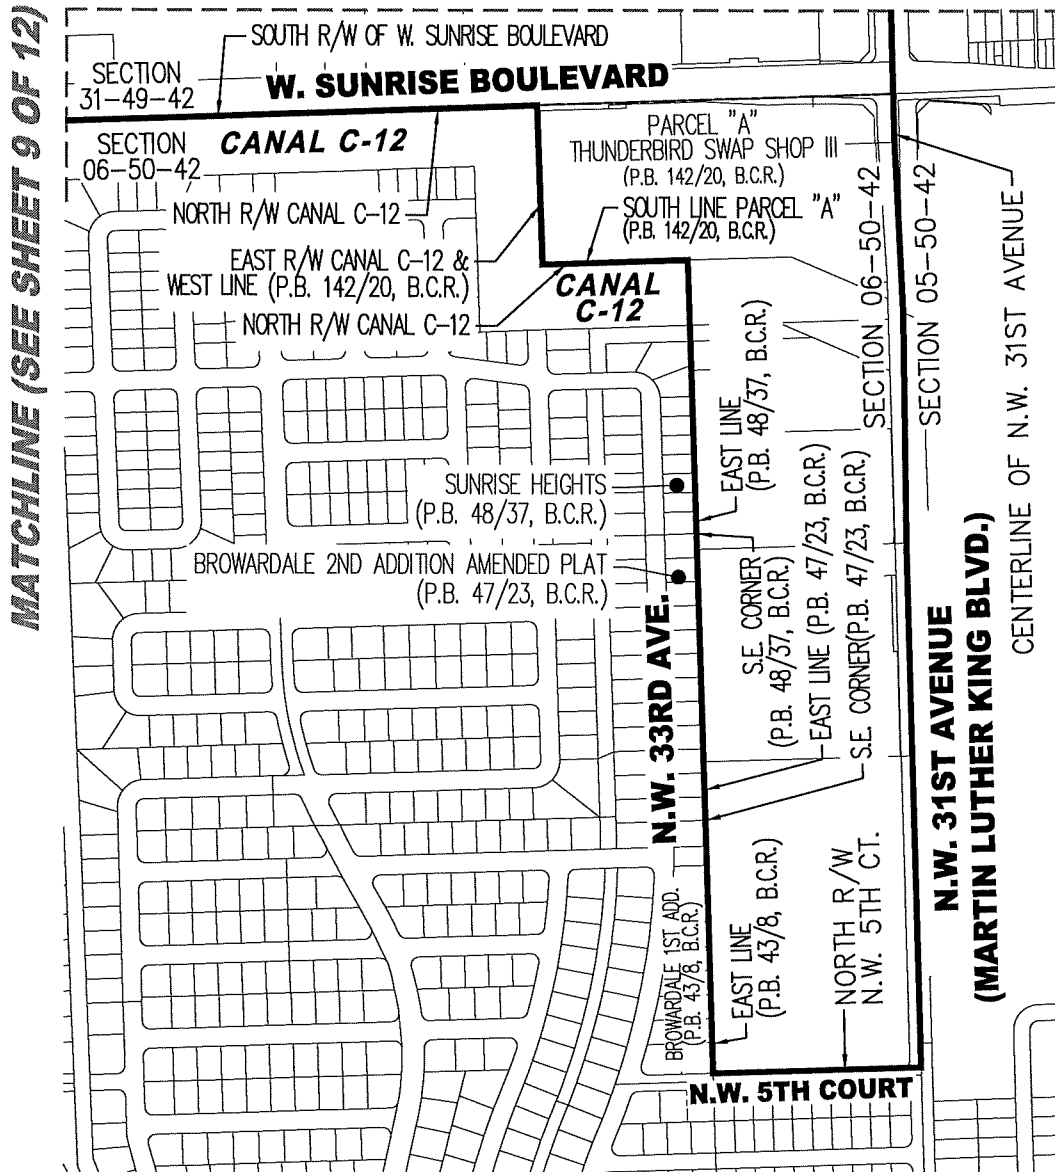 MATCHLINE (SEE SHEET 9 OF 12)
SOUTH R/W OF W. SUNRISE BOULEVARD
SECTION
31-49-42
W. SUNRISE BOULEVARD
SECTION
06-50-42
CANAL C-12
PARCEL "A"
THUNDERBIRD SWAP SHOP III
(P.B. 142/20, B.C.R.)
NORTH R/W CANAL C-12
SOUTH LINE PARCEL "A"
(P.B. 142/20, B.C.R.)
EAST R/W CANAL C-12 &
WEST LINE (P.B. 142/20, B.C.R.)
CANAL
C-12
NORTH R/W CANAL C-12
SECTION 06-50-42
SECTION 05-50-42
CENTERLINE OF N.W. 31ST AVENUE
EAST LINE
(P.B. 48/37, B.C.R.)
SUNRISE HEIGHTS
(P.B. 48/37, B.C.R.)
BROWARDALE 2ND ADDITION AMENDED PLAT
(P.B. 47/23, B.C.R.)
N.W. 33RD AVE.
S.E. CORNER
(P.B. 48/37, B.C.R.)
EAST LINE (P.B. 47/23, B.C.R.)
S.E. CORNER(P.B. 47/23, B.C.R.)
N.W. 31ST AVENUE
(MARTIN LUTHER KING BLVD.)
BROWARDALE 1ST ADD.
(P.B. 43/8, B.C.R.)
EAST LINE
(P.B. 43/8, B.C.R.)
NORTH R/W
N.W. 5TH CT.
N.W. 5TH COURT